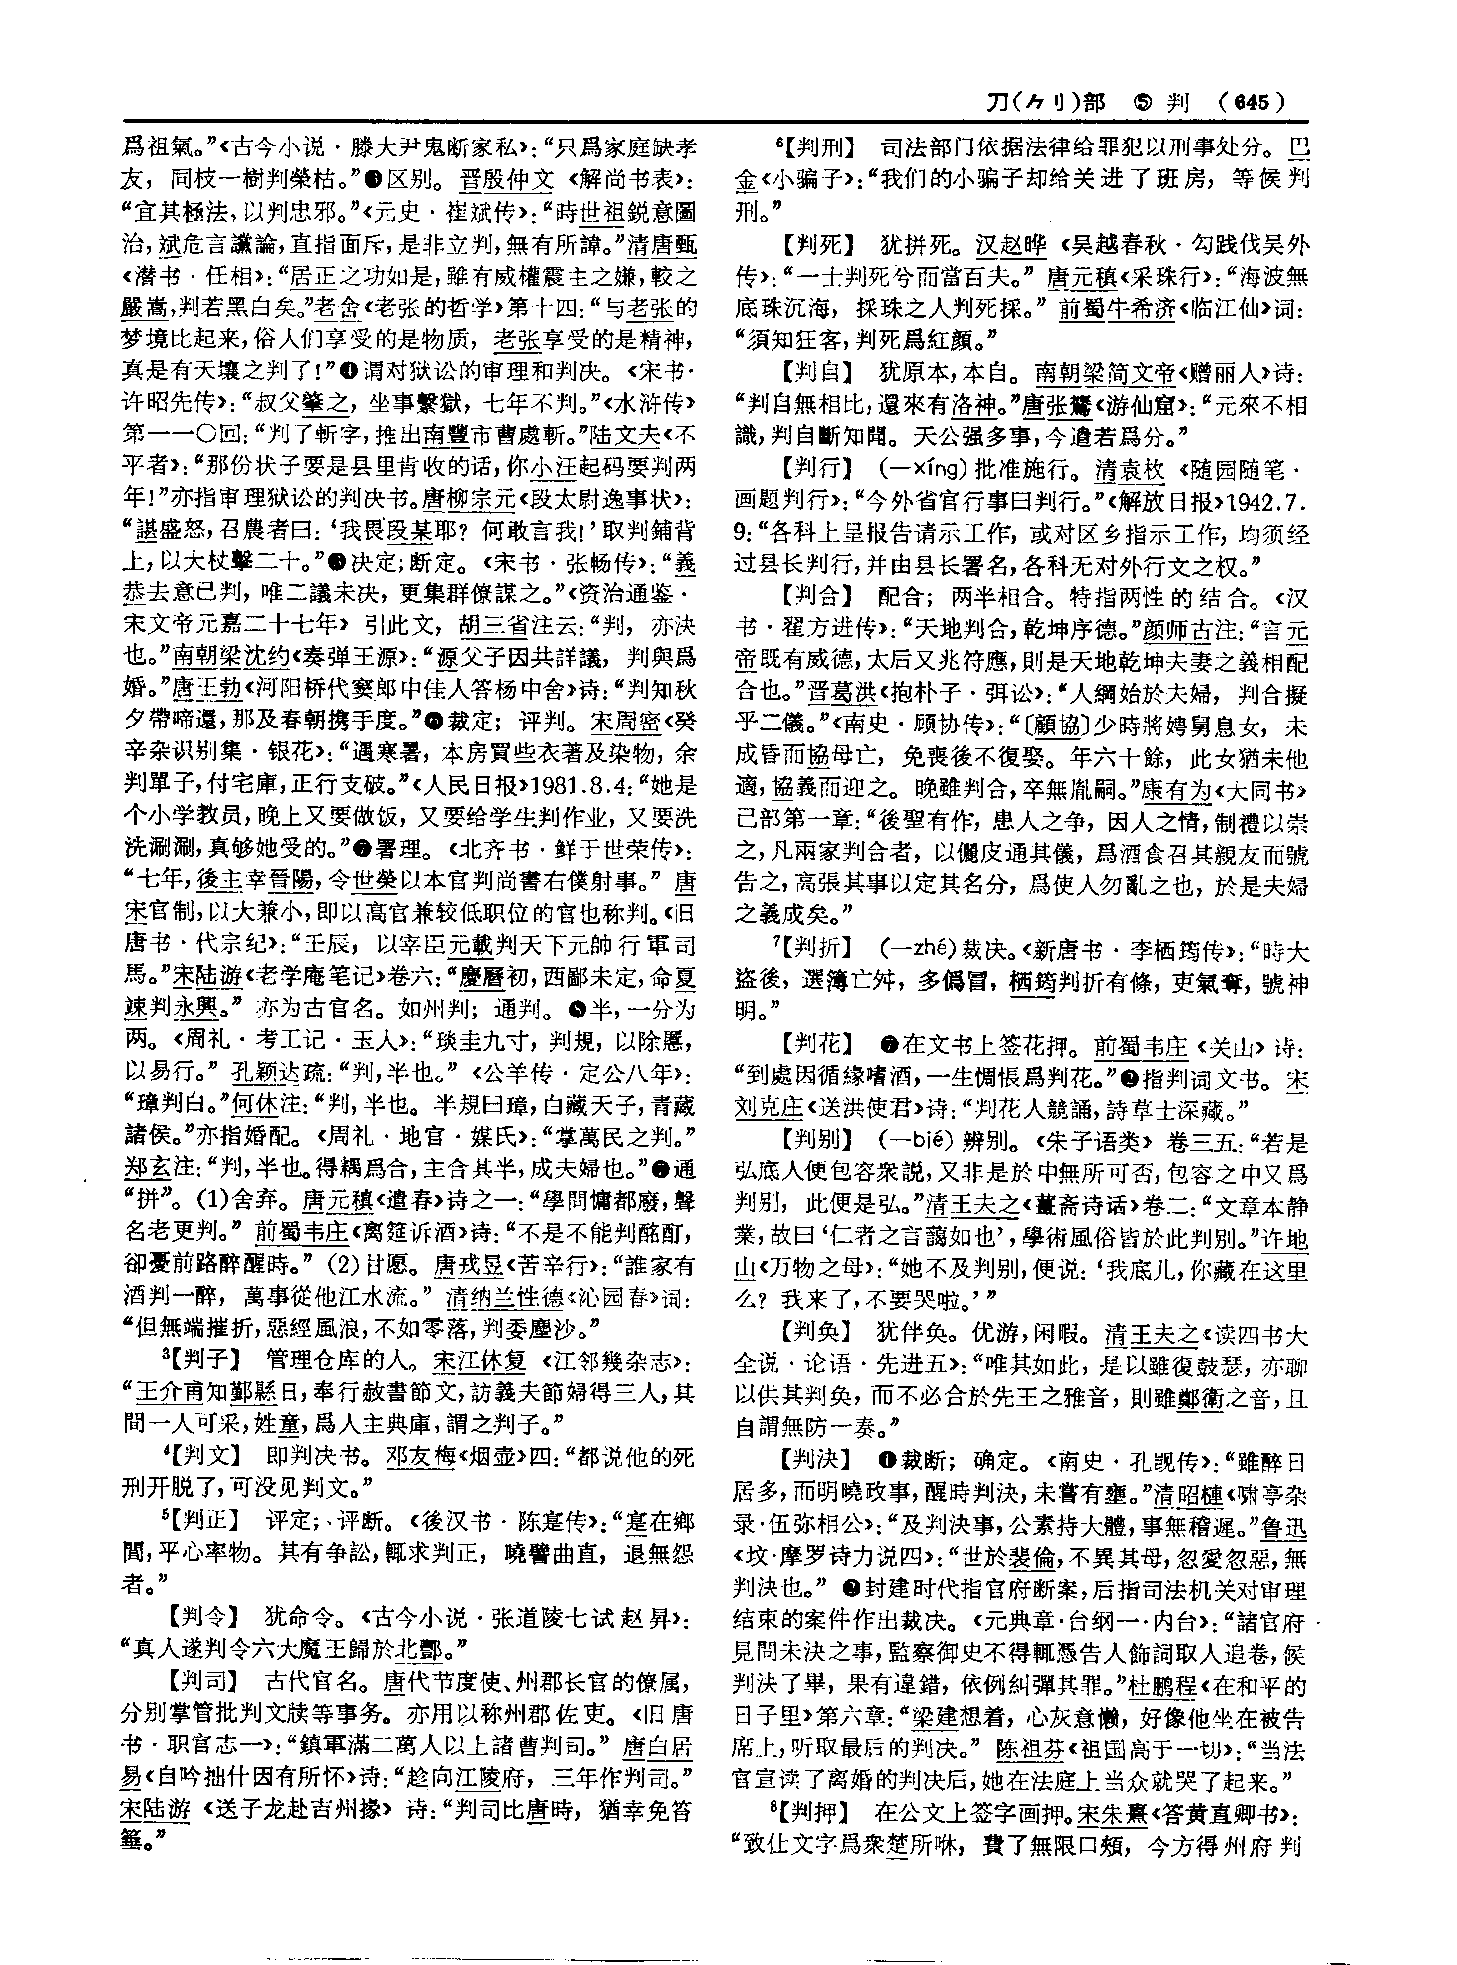 刀(𠂊刂)部 ⑤ 判 (645)
爲祖氣。”《古今小说·滕大尹鬼断家私》：“只爲家庭缺孝
友，同枝一樹判榮枯。”❸区别。晋殷仲文《解尚书表》：
“宜其極法，以判忠邪。”《元史·崔斌传》：“時世祖鋭意圖
治，斌危言讜論，直指面斥，是非立判，無有所諱。”清唐甄
《潜书·任相》：“居正之功如是，雖有威權震主之嫌，較之
嚴嵩，判若黑白矣。”老舍《老张的哲学》第十四：“与老张的
梦境比起来，俗人们享受的是物质，老张享受的是精神，
真是有天壤之判了！”❹谓对狱讼的审理和判决。《宋书·
许昭先传》：“叔父肇之，坐事繫獄，七年不判。”《水浒传》
第一一〇回：“判了斬字，推出南豐市曹處斬。”陆文夫《不
平者》：“那份状子要是县里肯收的话，你小汪起码要判两
年！”亦指审理狱讼的判决书。唐柳宗元《段太尉逸事状》：
“諶盛怒，召農者曰：‘我畏段某耶？何敢言我！’取判鋪背
上，以大杖擊二十。”❺决定；断定。《宋书·张畅传》：“義
恭去意已判，唯二議未决，更集群僚謀之。”《资治通鉴·
宋文帝元嘉二十七年》引此文，胡三省注云：“判，亦决
也。”南朝梁沈约《奏弹王源》：“源父子因共詳議，判與爲
婚。”唐王勃《河阳桥代窦郎中佳人答杨中舍》诗：“判知秋
夕帶啼還，那及春朝携手度。”❻裁定；评判。宋周密《癸
辛杂识别集·银花》：“遇寒暑，本房買些衣著及染物，余
判單子，付宅庫，正行支破。”《人民日报》1981.8.4：“她是
个小学教员，晚上又要做饭，又要给学生判作业，又要洗
洗涮涮，真够她受的。”❼署理。《北齐书·鲜于世荣传》：
“七年，後主幸晉陽，令世榮以本官判尚書右僕射事。”唐
宋官制，以大兼小，即以高官兼较低职位的官也称判。《旧
唐书·代宗纪》：“壬辰，以宰臣元載判天下元帥行軍司
馬。”宋陆游《老学庵笔记》卷六：“慶曆初，西鄙未定，命夏
竦判永興。”亦为古官名。如州判；通判。❽半，一分为
两。《周礼·考工记·玉人》：“琰圭九寸，判規，以除慝，
以易行。”孔颖达疏：“判，半也。”《公羊传·定公八年》：
“璋判白。”何休注：“判，半也。半規曰璋，白藏天子，青藏
諸侯。”亦指婚配。《周礼·地官·媒氏》：“掌萬民之判。”
郑玄注：“判，半也。得耦爲合，主合其半，成夫婦也。”❾通
“拼”。(1)舍弃。唐元稹《遣春》诗之一：“學問慵都廢，聲
名老更判。”前蜀韦庄《离筵诉酒》诗：“不是不能判酩酊，
卻憂前路醉醒時。”(2)甘愿。唐戎昱《苦辛行》：“誰家有
酒判一醉，萬事從他江水流。”清纳兰性德《沁园春》词：
“但無端摧折，惡經風浪，不如零落，判委塵沙。”
³【判子】 管理仓库的人。宋江休复《江邻幾杂志》：
“王介甫知鄞縣日，奉行赦書節文，訪義夫節婦得三人，其
間一人可采，姓童，爲人主典庫，謂之判子。”
⁴【判文】 即判决书。邓友梅《烟壶》四：“都说他的死
刑开脱了，可没见判文。”
⁵【判正】 评定；评断。《後汉书·陈寔传》：“寔在鄉
閭，平心率物。其有争訟，輒求判正，曉譬曲直，退無怨
者。”
【判令】 犹命令。《古今小说·张道陵七试赵昇》：
“真人遂判令六大魔王歸於北酆。”
【判司】 古代官名。唐代节度使、州郡长官的僚属，
分别掌管批判文牍等事务。亦用以称州郡佐吏。《旧唐
书·职官志一》：“鎮軍滿二萬人以上諸曹判司。”唐白居
易《自吟拙什因有所怀》诗：“趁向江陵府，三年作判司。”
宋陆游《送子龙赴吉州掾》诗：“判司比唐時，猶幸免笞
箠。”
⁶【判刑】 司法部门依据法律给罪犯以刑事处分。巴
金《小骗子》：“我们的小骗子却给关进了班房，等候判
刑。”
【判死】 犹拼死。汉赵晔《吴越春秋·勾践伐吴外
传》：“一士判死兮而當百夫。”唐元稹《采珠行》：“海波無
底珠沉海，採珠之人判死採。”前蜀牛希济《临江仙》词：
“須知狂客，判死爲紅顔。”
【判自】 犹原本，本自。南朝梁简文帝《赠丽人》诗：
“判自無相比，還來有洛神。”唐张鷟《游仙窟》：“元來不相
識，判自斷知聞。天公强多事，今遣若爲分。”
【判行】 (—xíng)批准施行。清袁枚《随园随笔·
画题判行》：“今外省官行事曰判行。”《解放日报》1942.7.
9：“各科上呈报告请示工作，或对区乡指示工作，均须经
过县长判行，并由县长署名，各科无对外行文之权。”
【判合】 配合；两半相合。特指两性的结合。《汉
书·翟方进传》：“天地判合，乾坤序德。”颜师古注：“言元
帝既有威德，太后又兆符應，則是天地乾坤夫妻之義相配
合也。”晋葛洪《抱朴子·弭讼》：“人綱始於夫婦，判合擬
乎二儀。”《南史·顾协传》：“〔顧協〕少時將娉舅息女，未
成昏而協母亡，免喪後不復娶。年六十餘，此女猶未他
適，協義而迎之。晚雖判合，卒無胤嗣。”康有为《大同书》
己部第一章：“後聖有作，患人之争，因人之情，制禮以崇
之，凡兩家判合者，以儷皮通其儀，爲酒食召其親友而號
告之，高張其事以定其名分，爲使人勿亂之也，於是夫婦
之義成矣。”
⁷【判折】 (—zhé)裁决。《新唐书·李栖筠传》：“時大
盜後，選簿亡舛，多僞冒，栖筠判折有條，吏氣奪，號神
明。”
【判花】 ❶在文书上签花押。前蜀韦庄《关山》诗：
“到處因循緣嗜酒，一生惆悵爲判花。”❷指判词文书。宋
刘克庄《送洪使君》诗：“判花人競誦，詩草士深藏。”
【判别】 (—bié)辨别。《朱子语类》卷三五：“若是
弘底人便包容衆説，又非是於中無所可否，包容之中又爲
判别，此便是弘。”清王夫之《薑斋诗话》卷二：“文章本静
業，故曰‘仁者之言藹如也’，學術風俗皆於此判别。”许地
山《万物之母》：“她不及判别，便说：‘我底儿，你藏在这里
么？我来了，不要哭啦。’”
【判奂】 犹伴奂。优游，闲暇。清王夫之《读四书大
全说·论语·先进五》：“唯其如此，是以雖復鼓瑟，亦聊
以供其判奂，而不必合於先王之雅音，則雖鄭衛之音，且
自謂無防一奏。”
【判决】 ❶裁断；确定。《南史·孔觊传》：“雖醉日
居多，而明曉政事，醒時判决，未嘗有壅。”清昭槤《啸亭杂
录·伍弥相公》：“及判決事，公素持大體，事無稽遲。”鲁迅
《坟·摩罗诗力说四》：“世於裴倫，不異其母，忽愛忽惡，無
判決也。”❷封建时代指官府断案，后指司法机关对审理
结束的案件作出裁决。《元典章·台纲一·内台》：“諸官府
見問未決之事，監察御史不得輒憑告人飾詞取人追卷，候
判決了畢，果有違錯，依例糾彈其罪。”杜鹏程《在和平的
日子里》第六章：“梁建想着，心灰意懒，好像他坐在被告
席上，听取最后的判决。”陈祖芬《祖国高于一切》：“当法
官宣读了离婚的判决后，她在法庭上当众就哭了起来。”
⁸【判押】 在公文上签字画押。宋朱熹《答黄直卿书》：
“致仕文字爲衆楚所咻，費了無限口頰，今方得州府判